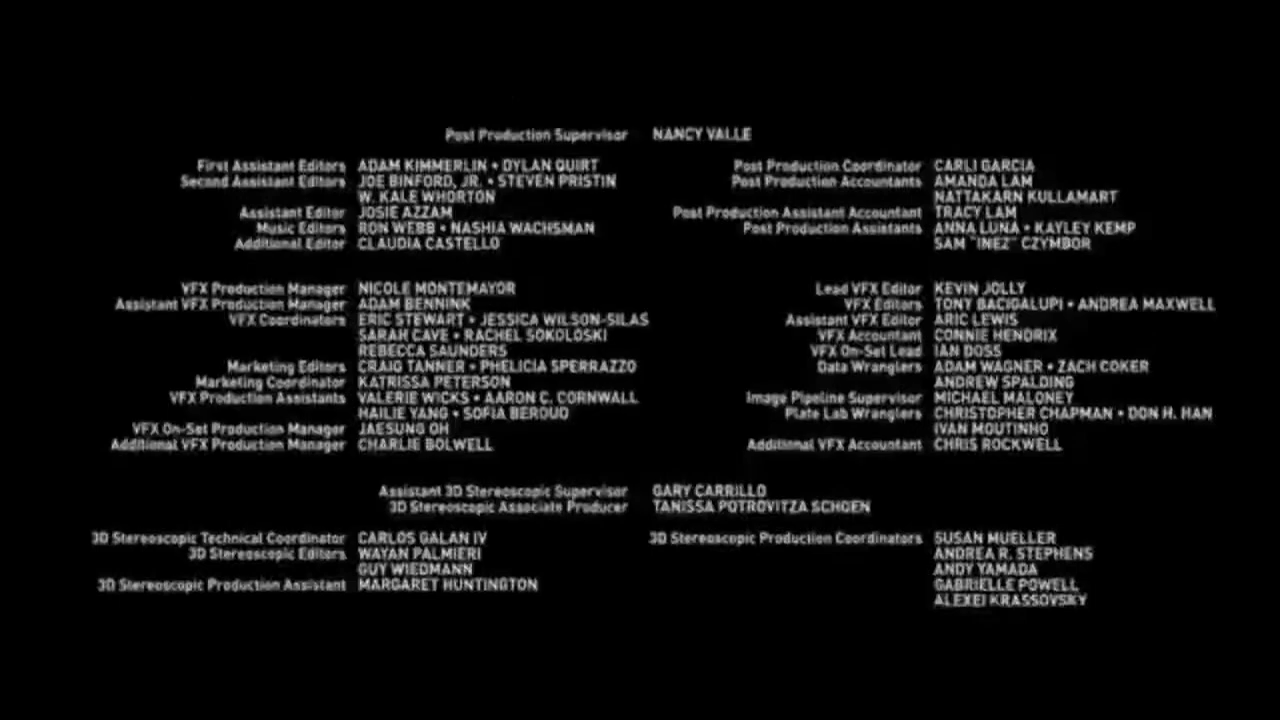 Post Production Supervisor NANCY VALLE
First Assistant Editors ADAM KIMMERLIN • DYLAN QUIRT
Second Assistant Editors JOE BINFORD, JR. • STEVEN PRISTIN
W. KALE WHORTON
Assistant Editor JOSIE AZZAM
Music Editors RON WEBB • NASHIA WACHSMAN
Additional Editor CLAUDIA CASTELLO
Post Production Coordinator CARLI GARCIA
Post Production Accountants AMANDA LAM
NATTAKARN KULLAMART
Post Production Assistant Accountant TRACY LAM
Post Production Assistants ANNA LUNA • KAYLEY KEMP
SAM "INEZ" CZYMBOR
VFX Production Manager NICOLE MONTEMAYOR
Assistant VFX Production Manager ADAM BENNINK
VFX Coordinators ERIC STEWART • JESSICA WILSON-SILAS
SARAH CAVE • RACHEL SOKOLOSKI
REBECCA SAUNDERS
Marketing Editors CRAIG TANNER • PHELICIA SPERRAZZO
Marketing Coordinator KATRISSA PETERSON
VFX Production Assistants VALERIE WICKS • AARON C. CORNWALL
HAILIE YANG • SOFIA BEROUD
VFX On-Set Production Manager JAESUNG OH
Additional VFX Production Manager CHARLIE BOLWELL
Lead VFX Editor KEVIN JOLLY
VFX Editors TONY BACIGALUPI • ANDREA MAXWELL
Assistant VFX Editor ARIC LEWIS
VFX Accountant CONNIE HENDRIX
VFX On-Set Lead IAN DOSS
Data Wranglers ADAM WAGNER • ZACH COKER
ANDREW SPALDING
Image Pipeline Supervisor MICHAEL MALONEY
Plate Lab Wranglers CHRISTOPHER CHAPMAN • DON H. HAN
IVAN MOUTINHO
Additional VFX Accountant CHRIS ROCKWELL
Assistant 3D Stereoscopic Supervisor GARY CARRILLO
3D Stereoscopic Associate Producer TANISSA POTROVITZA SCHOEN
3D Stereoscopic Technical Coordinator CARLOS GALAN IV
3D Stereoscopic Editors WAYAN PALMIERI
GUY WIEDMANN
3D Stereoscopic Production Assistant MARGARET HUNTINGTON
3D Stereoscopic Production Coordinators SUSAN MUELLER
ANDREA R. STEPHENS
ANDY YAMADA
GABRIELLE POWELL
ALEXEI KRASSOVSKY